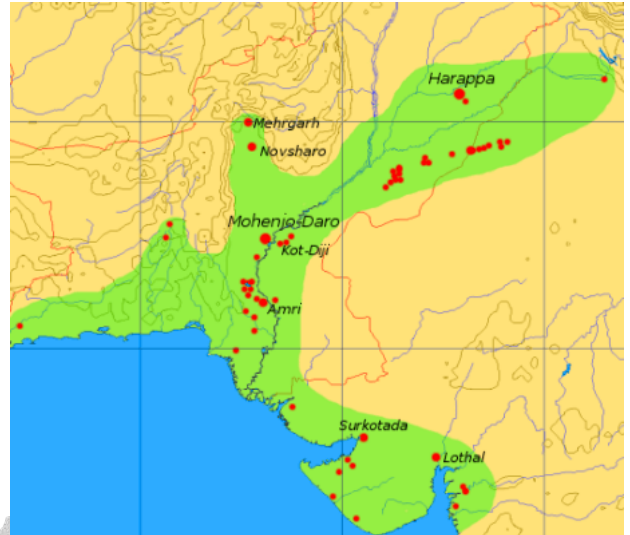 Harappa
Mehrgarh
Novsharo
Mohenjo-Daro
Kot-Diji
Amri
Surkotada
Lothal